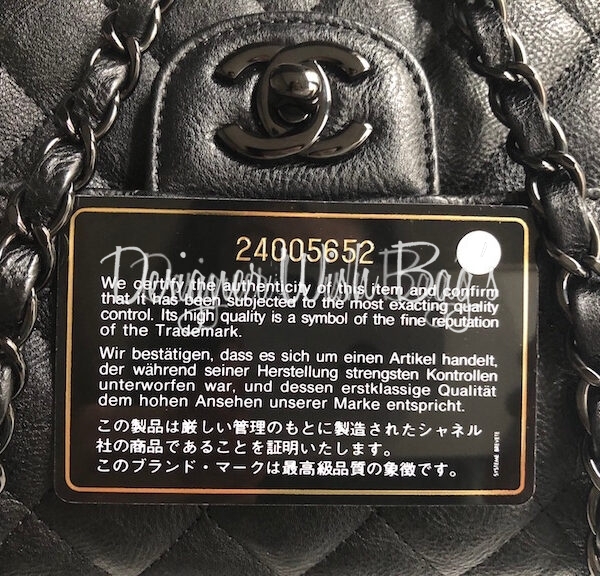 24005652
Designer Wish Bags
We certify the authenticity of this item and confirm
that it has been subjected to the most exacting quality
control. Its high quality is a symbol of the fine reputation
of the Trademark.
Wir bestätigen, dass es sich um einen Artikel handelt,
der während seiner Herstellung strengsten Kontrollen
unterworfen war, und dessen erstklassige Qualität
dem hohen Ansehen unserer Marke entspricht.
この製品は厳しい管理のもとに製造されたシャネル
社の商品であることを証明いたします。
このブランド・マークは最高級品質の象徴です。
SYSTEME BREVETE